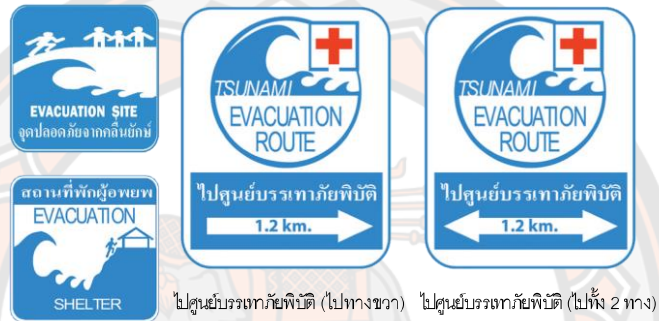 EVACUATION SITE
จุดปลอดภัยจากคลื่นยักษ์
สถานที่พักผู้อพยพ
EVACUATION
SHELTER
TSUNAMI
EVACUATION
ROUTE
ไปศูนย์บรรเทาภัยพิบัติ
1.2 km.
ไปศูนย์บรรเทาภัยพิบัติ (ไปทางขวา)
TSUNAMI
EVACUATION
ROUTE
ไปศูนย์บรรเทาภัยพิบัติ
1.2 km.
ไปศูนย์บรรเทาภัยพิบัติ (ไปทั้ง 2 ทาง)